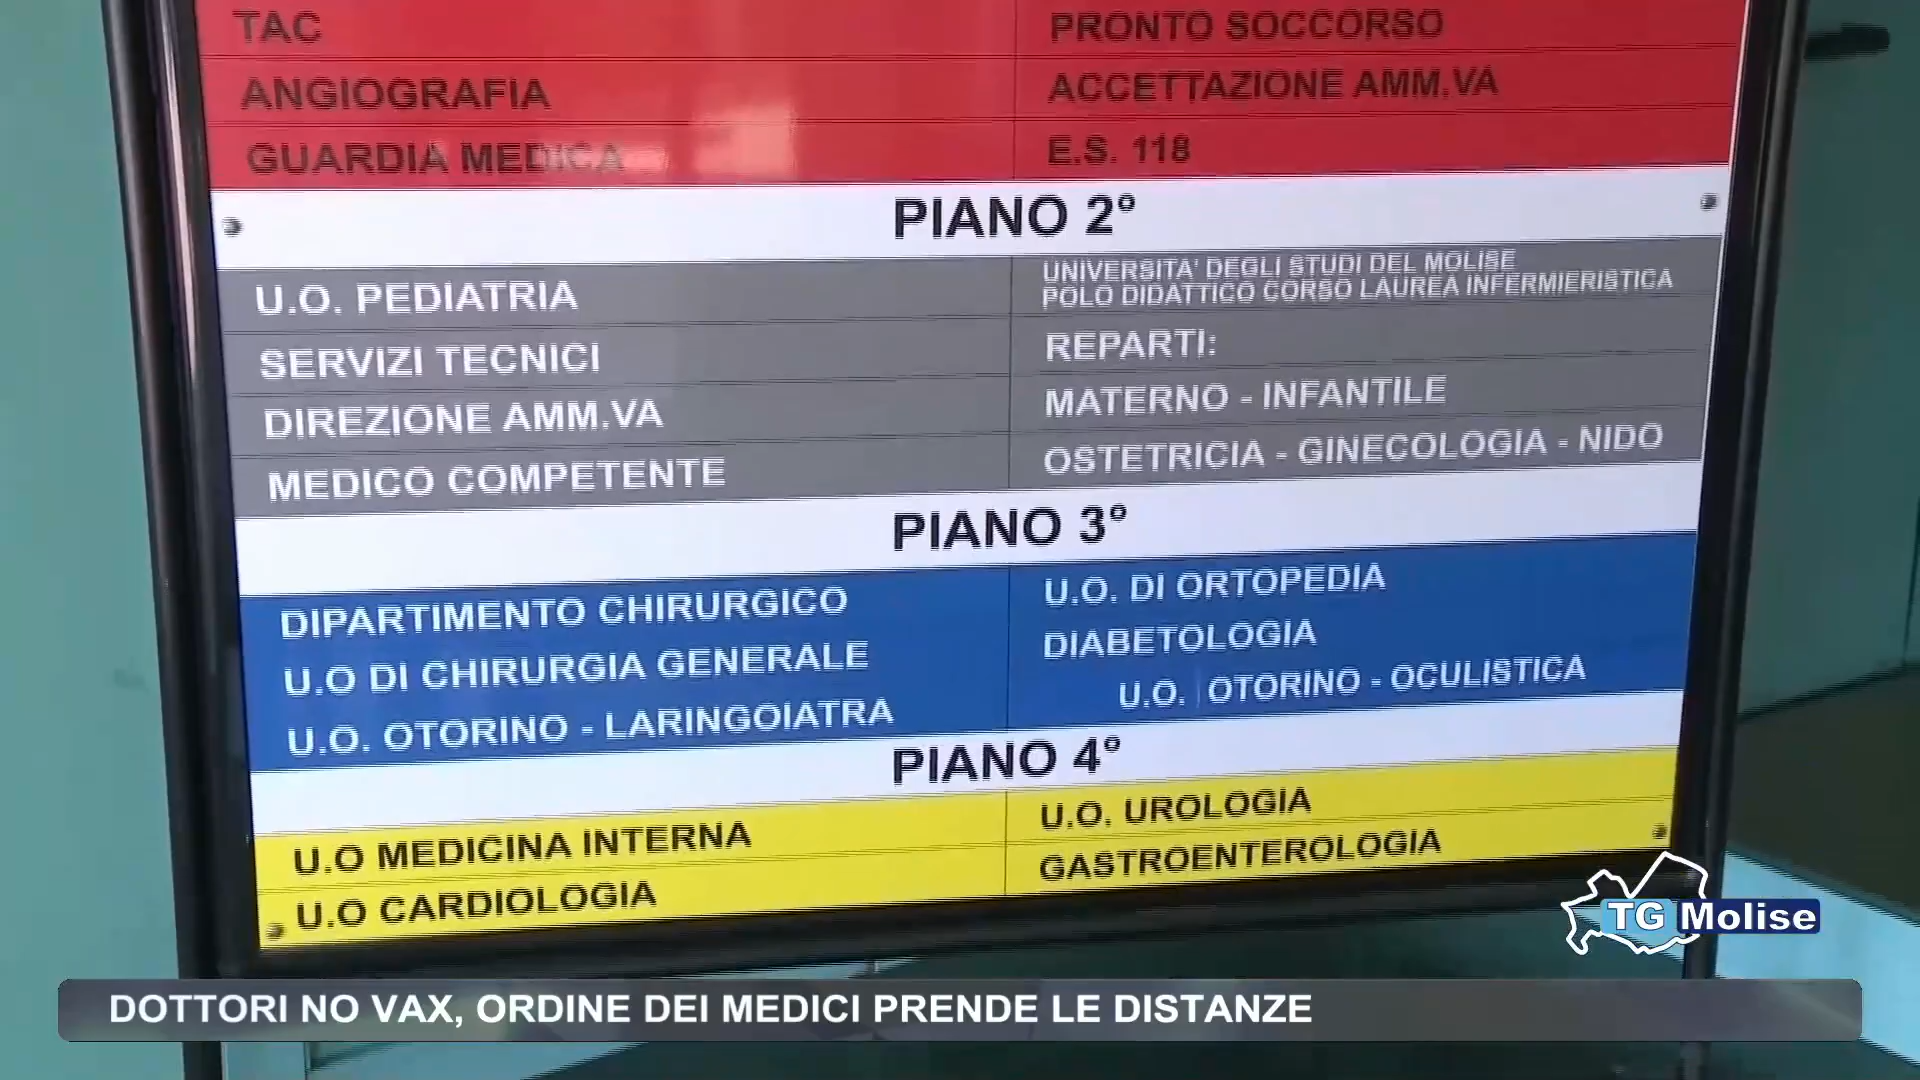 TAC
PRONTO SOCCORSO
ANGIOGRAFIA
ACCETTAZIONE AMM.VA
GUARDIA MEDICA
E.S. 118
PIANO 2°
U.O. PEDIATRIA
UNIVERSITA' DEGLI STUDI DEL MOLISE
POLO DIDATTICO CORSO LAUREA INFERMIERISTICA
SERVIZI TECNICI
REPARTI:
DIREZIONE AMM.VA
MATERNO - INFANTILE
MEDICO COMPETENTE
OSTETRICIA - GINECOLOGIA - NIDO
PIANO 3°
DIPARTIMENTO CHIRURGICO
U.O. DI ORTOPEDIA
U.O DI CHIRURGIA GENERALE
DIABETOLOGIA
U.O. OTORINO - LARINGOIATRA
U.O. OTORINO - OCULISTICA
PIANO 4°
U.O MEDICINA INTERNA
U.O. UROLOGIA
U.O CARDIOLOGIA
GASTROENTEROLOGIA
TG Molise
DOTTORI NO VAX, ORDINE DEI MEDICI PRENDE LE DISTANZE